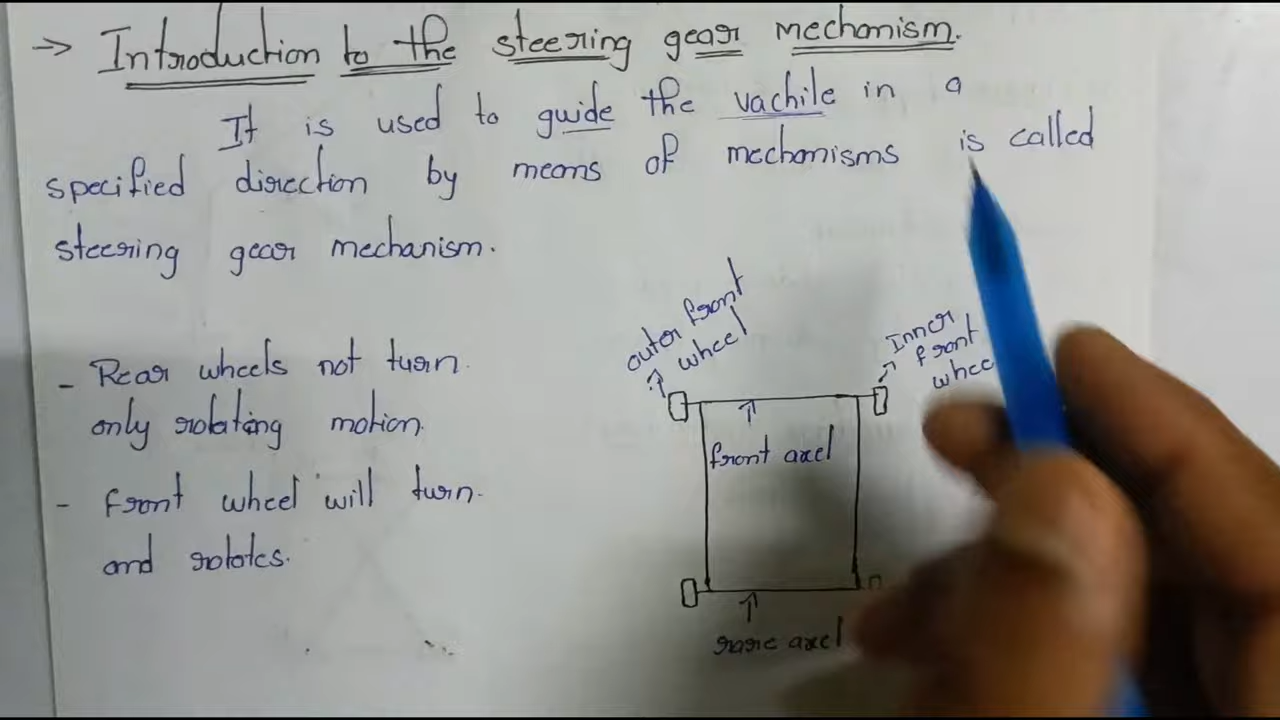 → Introduction to the steering gear mechanism.
It is used to guide the vachile in a
specified direction by means of mechanisms is called
steering gear mechanism.
- Rear wheels not turn.
only rotating motion.
- front wheel will turn.
and rotates.
outer front
wheel
Inner
front
whee
front axel
rare axel